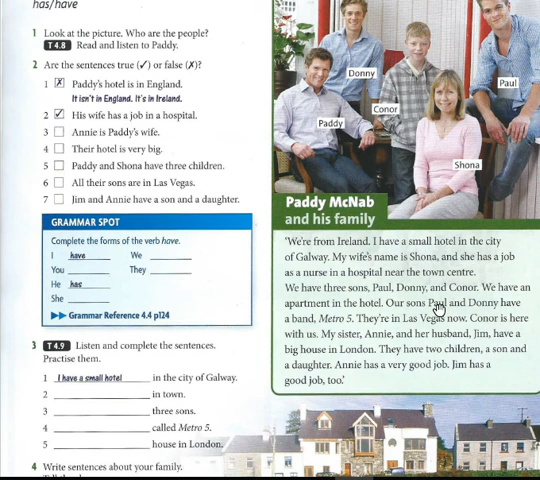 has/have
1 Look at the picture. Who are the people?
T 4.8 Read and listen to Paddy.
2 Are the sentences true (✓) or false (✗)?
1 ✗ Paddy's hotel is in England.
It isn't in England. It's in Ireland.
2 ✓ His wife has a job in a hospital.
3 Annie is Paddy's wife.
4 Their hotel is very big.
5 Paddy and Shona have three children.
6 All their sons are in Las Vegas.
7 Jim and Annie have a son and a daughter.
GRAMMAR SPOT
Complete the forms of the verb have.
I have We ______
You ______ They ______
He has
She ______
▶▶ Grammar Reference 4.4 p124
3 T 4.9 Listen and complete the sentences.
Practise them.
1 I have a small hotel in the city of Galway.
2 ______ in town.
3 ______ three sons.
4 ______ called Metro 5.
5 ______ house in London.
4 Write sentences about your family.
Donny
Paul
Conor
Paddy
Shona
Paddy McNab
and his family
'We're from Ireland. I have a small hotel in the city
of Galway. My wife's name is Shona, and she has a job
as a nurse in a hospital near the town centre.
We have three sons, Paul, Donny, and Conor. We have an
apartment in the hotel. Our sons Paul and Donny have
a band, Metro 5. They're in Las Vegas now. Conor is here
with us. My sister, Annie, and her husband, Jim, have a
big house in London. They have two children, a son and
a daughter. Annie has a very good job. Jim has a
good job, too.'